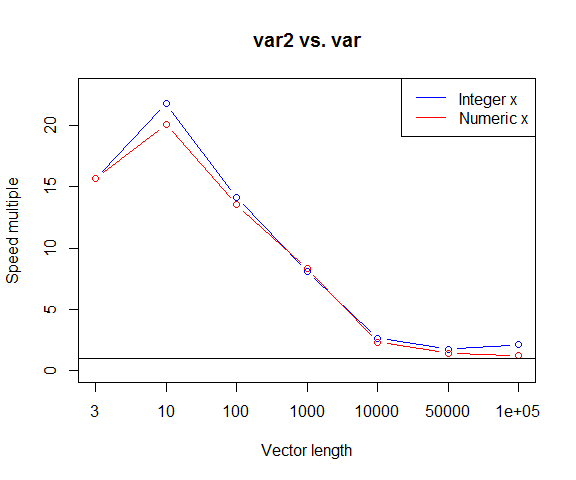 var2 vs. var
Integer x
Numeric x
Speed multiple
20
15
10
5
0
3 10 100 1000 10000 50000 1e+05
Vector length